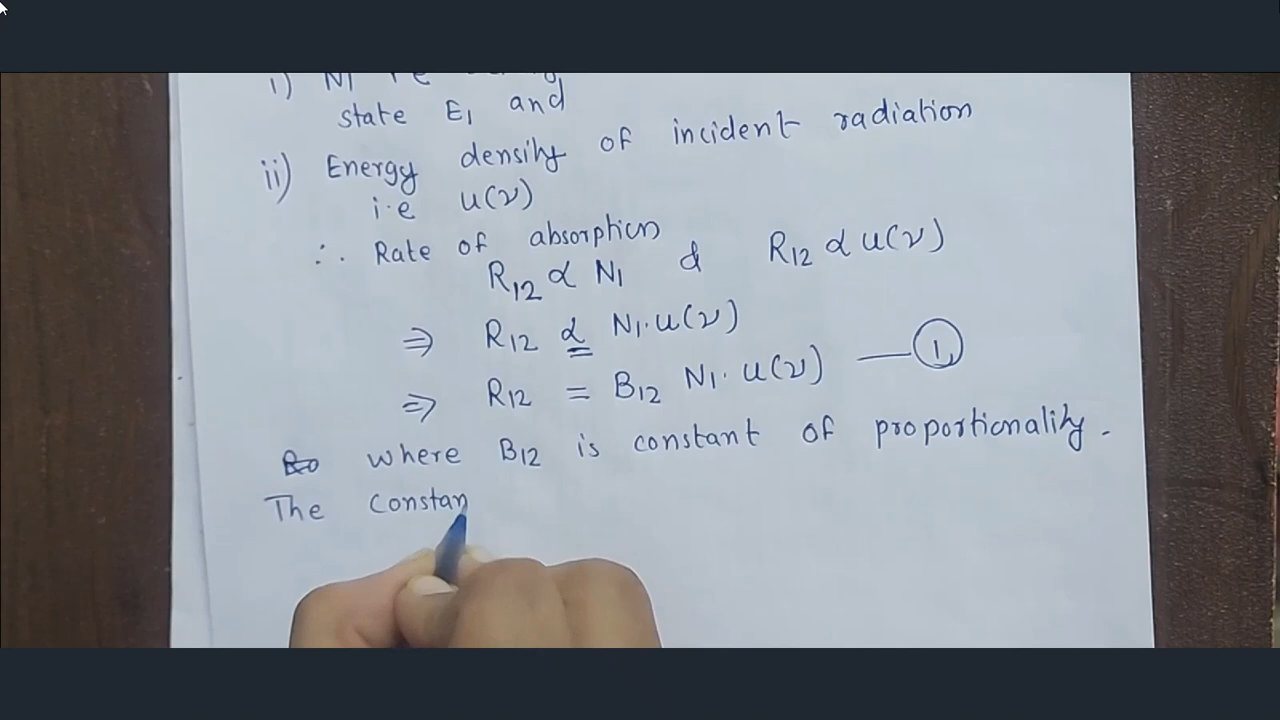 i)
state E₁ and
ii) Energy density of incident radiation
i.e u(ν)
∴ Rate of absorption
R₁₂ ∝ N₁ & R₁₂ ∝ u(ν)
⇒ R₁₂ ∝ N₁·u(ν)
⇒ R₁₂ = B₁₂ N₁·u(ν) — ①
where B₁₂ is constant of proportionality.
The Constan